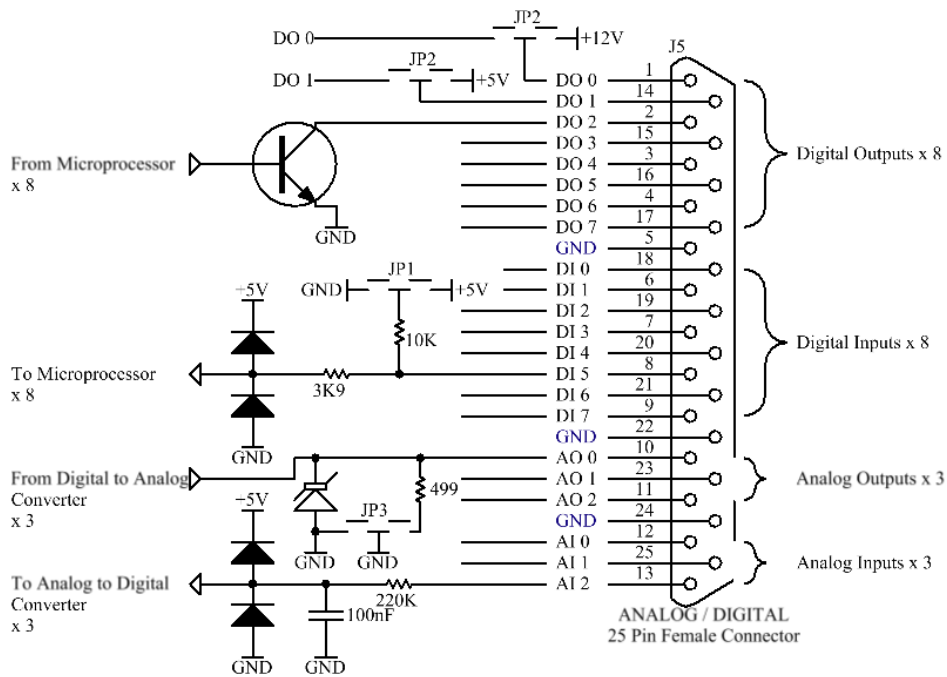 JP2
DO 0
+12V
J5
JP2
DO 1
+5V
DO 0 1
DO 1 14
DO 2 2
DO 3 15
DO 4 3
DO 5 16
DO 6 4
DO 7 17
GND 5
DI 0 18
DI 1 6
DI 2 19
DI 3 7
DI 4 20
DI 5 8
DI 6 21
DI 7 9
GND 22
AO 0 10
AO 1 23
AO 2 11
GND 24
AI 0 12
AI 1 25
AI 2 13
Digital Outputs x 8
Digital Inputs x 8
Analog Outputs x 3
Analog Inputs x 3
From Microprocessor
x 8
GND
JP1
GND
+5V
+5V
10K
To Microprocessor
x 8
3K9
GND
From Digital to Analog
Converter
x 3
499
+5V
JP3
GND
GND
To Analog to Digital
Converter
x 3
220K
100nF
GND
GND
ANALOG / DIGITAL
25 Pin Female Connector